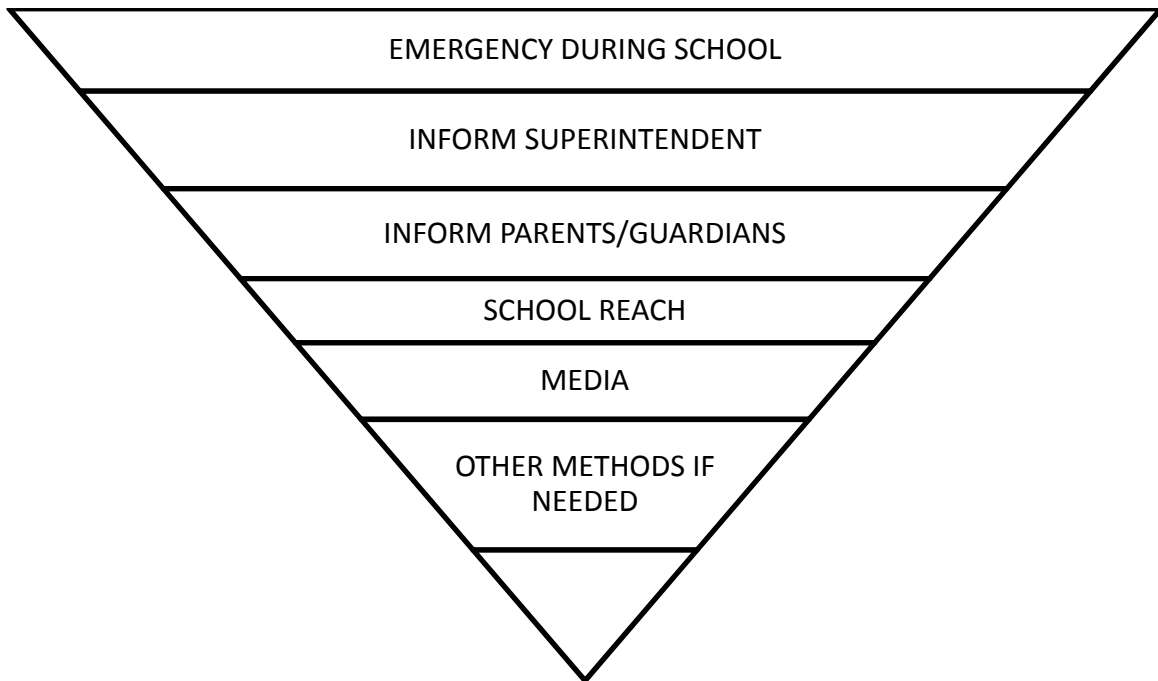 EMERGENCY DURING SCHOOL
INFORM SUPERINTENDENT
INFORM PARENTS/GUARDIANS
SCHOOL REACH
MEDIA
OTHER METHODS IF
NEEDED